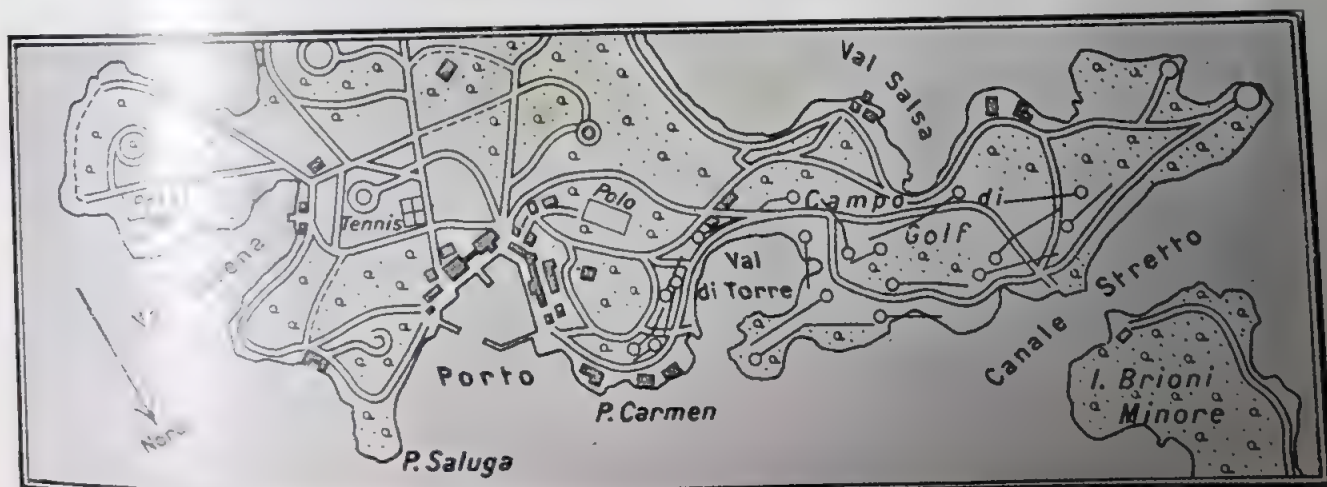 Val Salsa
Polo
Tennis
Campo di
Golf
Val
di Torre
Canale Stretto
Porto
I. Brioni
Minore
P. Carmen
P. Saluga